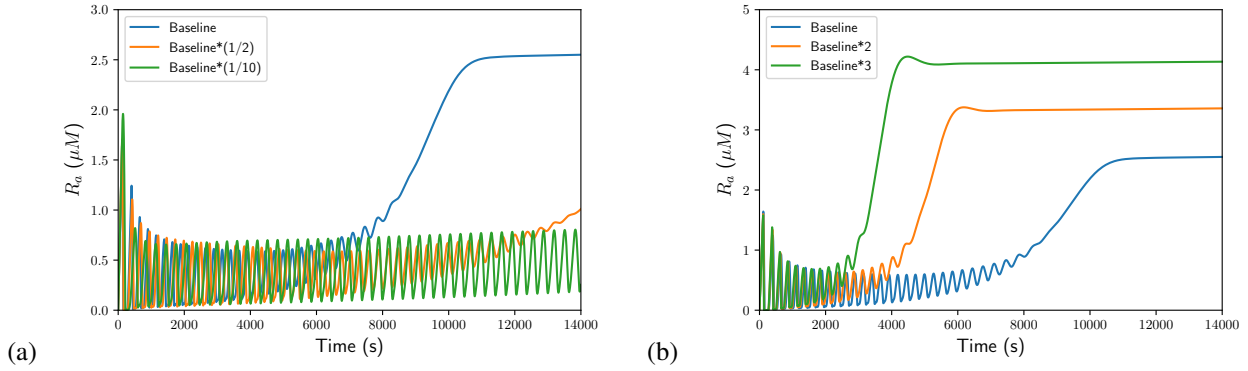 3.0
2.5
2.0
1.5
1.0
0.5
0.0
R_a (μM)
Baseline
Baseline*(1/2)
Baseline*(1/10)
0 2000 4000 6000 8000 10000 12000 14000
Time (s)
(a)
5
4
3
2
1
0
R_a (μM)
Baseline
Baseline*2
Baseline*3
0 2000 4000 6000 8000 10000 12000 14000
Time (s)
(b)